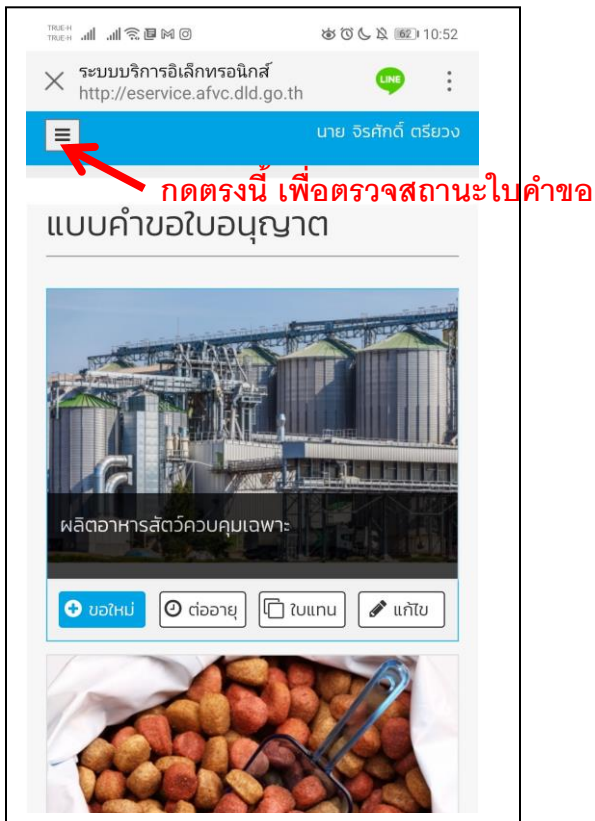 TRUE-H
TRUE-H
62 10:52
ระบบบริการอิเล็กทรอนิกส์
http://eservice.afvc.dld.go.th
LINE
นาย จิรศักดิ์ ตรียวง
กดตรงนี้ เพื่อตรวจสถานะใบคำขอ
แบบคำขอใบอนุญาต
ผลิตอาหารสัตว์ควบคุมเฉพาะ
ขอใหม่ ต่ออายุ ใบแทน แก้ไข